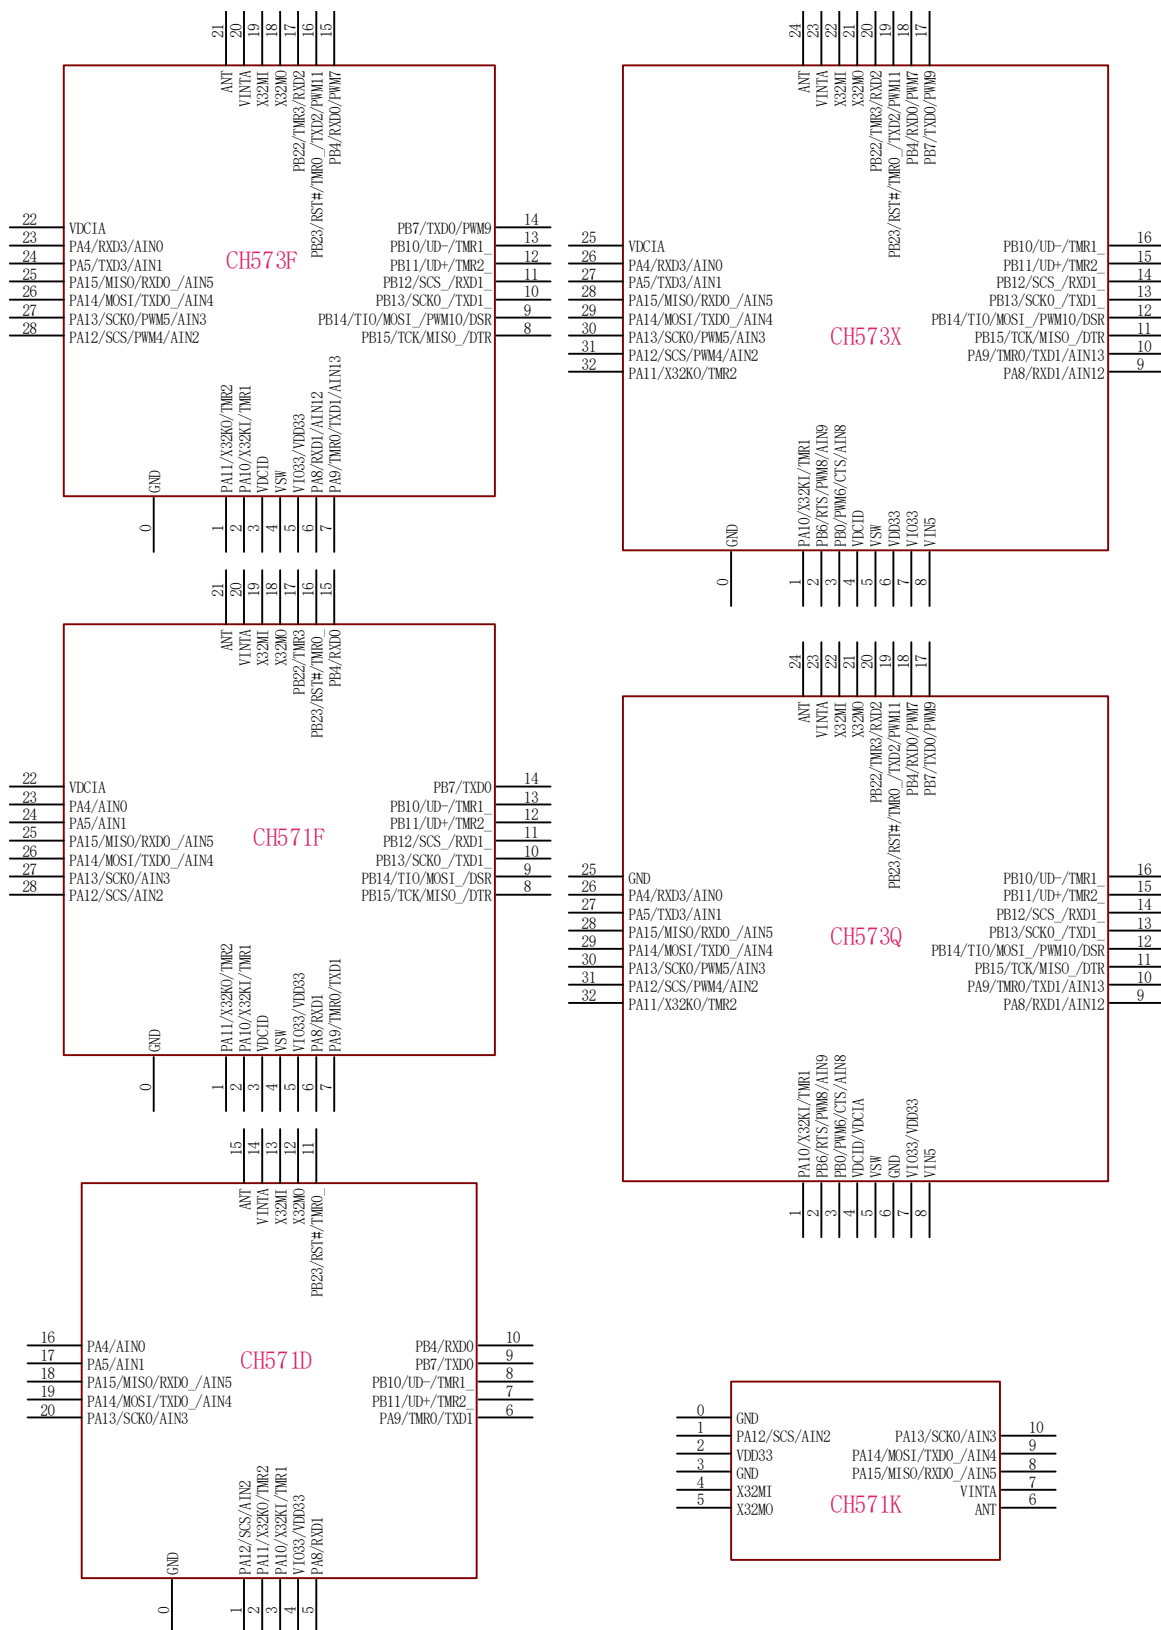 21 20 19 18 17 16 15
ANT
VINTA
X32MI
X32MO
PB22/TMR3/RXD2
PB23/RST#/TMR0_/TXD2/PWM11
PB4/RXD0/PWM7
22 VDCIA
23 PA4/RXD3/AIN0
24 PA5/TXD3/AIN1
25 PA15/MISO/RXD0_/AIN5
26 PA14/MOSI/TXD0_/AIN4
27 PA13/SCK0/PWM5/AIN3
28 PA12/SCS/PWM4/AIN2
CH573F
PB7/TXD0/PWM9 14
PB10/UD-/TMR1_ 13
PB11/UD+/TMR2_ 12
PB12/SCS_/RXD1_ 11
PB13/SCK0_/TXD1_ 10
PB14/TIO/MOSI_/PWM10/DSR 9
PB15/TCK/MISO_/DTR 8
GND
PA11/X32KO/TMR2
PA10/X32KI/TMR1
VDCID
VSW
VIO33/VDD33
PA8/RXD1/AIN12
PA9/TMR0/TXD1/AIN13
0 1 2 3 4 5 6 7
24 23 22 21 20 19 18 17
ANT
VINTA
X32MI
X32MO
PB22/TMR3/RXD2
PB23/RST#/TMR0_/TXD2/PWM11
PB4/RXD0/PWM7
PB7/TXD0/PWM9
25 VDCIA
26 PA4/RXD3/AIN0
27 PA5/TXD3/AIN1
28 PA15/MISO/RXD0_/AIN5
29 PA14/MOSI/TXD0_/AIN4
30 PA13/SCK0/PWM5/AIN3
31 PA12/SCS/PWM4/AIN2
32 PA11/X32KO/TMR2
CH573X
PB10/UD-/TMR1_ 16
PB11/UD+/TMR2_ 15
PB12/SCS_/RXD1_ 14
PB13/SCK0_/TXD1_ 13
PB14/TIO/MOSI_/PWM10/DSR 12
PB15/TCK/MISO_/DTR 11
PA9/TMR0/TXD1/AIN13 10
PA8/RXD1/AIN12 9
GND
PA10/X32KI/TMR1
PB6/RTS/PWM8/AIN9
PB0/PWM6/CTS/AIN8
VDCID
VSW
VDD33
VIO33
VIN5
0 1 2 3 4 5 6 7 8
21 20 19 18 17 16 15
ANT
VINTA
X32MI
X32MO
PB22/TMR3
PB23/RST#/TMR0_
PB4/RXD0
22 VDCIA
23 PA4/AIN0
24 PA5/AIN1
25 PA15/MISO/RXD0_/AIN5
26 PA14/MOSI/TXD0_/AIN4
27 PA13/SCK0/AIN3
28 PA12/SCS/AIN2
CH571F
PB7/TXD0 14
PB10/UD-/TMR1_ 13
PB11/UD+/TMR2_ 12
PB12/SCS_/RXD1_ 11
PB13/SCK0_/TXD1_ 10
PB14/TIO/MOSI_/DSR 9
PB15/TCK/MISO_/DTR 8
GND
PA11/X32KO/TMR2
PA10/X32KI/TMR1
VDCID
VSW
VIO33/VDD33
PA8/RXD1
PA9/TMR0/TXD1
0 1 2 3 4 5 6 7
24 23 22 21 20 19 18 17
ANT
VINTA
X32MI
X32MO
PB22/TMR3/RXD2
PB23/RST#/TMR0_/TXD2/PWM11
PB4/RXD0/PWM7
PB7/TXD0/PWM9
25 GND
26 PA4/RXD3/AIN0
27 PA5/TXD3/AIN1
28 PA15/MISO/RXD0_/AIN5
29 PA14/MOSI/TXD0_/AIN4
30 PA13/SCK0/PWM5/AIN3
31 PA12/SCS/PWM4/AIN2
32 PA11/X32KO/TMR2
CH573Q
PB10/UD-/TMR1_ 16
PB11/UD+/TMR2_ 15
PB12/SCS_/RXD1_ 14
PB13/SCK0_/TXD1_ 13
PB14/TIO/MOSI_/PWM10/DSR 12
PB15/TCK/MISO_/DTR 11
PA9/TMR0/TXD1/AIN13 10
PA8/RXD1/AIN12 9
PA10/X32KI/TMR1
PB6/RTS/PWM8/AIN9
PB0/PWM6/CTS/AIN8
VDCID/VDCIA
VSW
GND
VIO33/VDD33
VIN5
1 2 3 4 5 6 7 8
15 14 13 12 11
ANT
VINTA
X32MI
X32MO
PB23/RST#/TMR0_
16 PA4/AIN0
17 PA5/AIN1
18 PA15/MISO/RXD0_/AIN5
19 PA14/MOSI/TXD0_/AIN4
20 PA13/SCK0/AIN3
CH571D
PB4/RXD0 10
PB7/TXD0 9
PB10/UD-/TMR1_ 8
PB11/UD+/TMR2_ 7
PA9/TMR0/TXD1 6
GND
PA12/SCS/AIN2
PA11/X32KO/TMR2
PA10/X32KI/TMR1
VIO33/VDD33
PA8/RXD1
0 1 2 3 4 5
0 GND
1 PA12/SCS/AIN2
2 VDD33
3 GND
4 X32MI
5 X32MO
CH571K
PA13/SCK0/AIN3 10
PA14/MOSI/TXD0_/AIN4 9
PA15/MISO/RXD0_/AIN5 8
VINTA 7
ANT 6